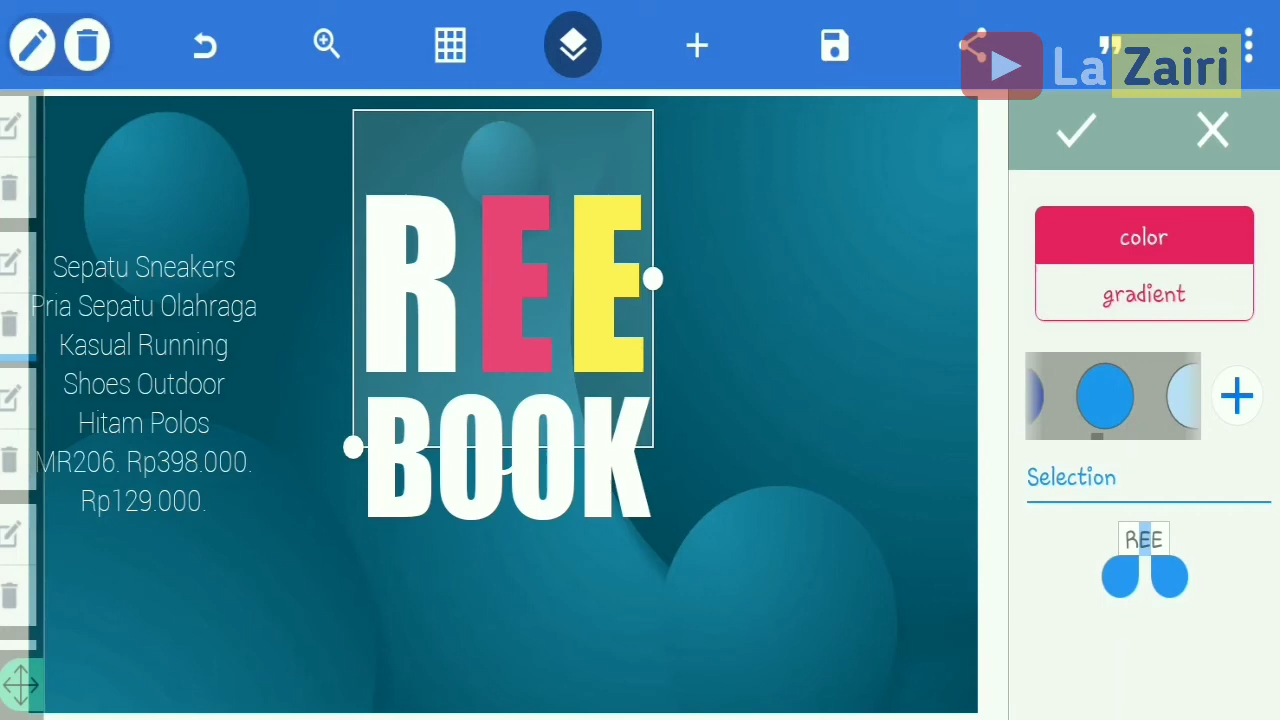 La Zairi
color
gradient
Selection
REE
REE
BOOK
Sepatu Sneakers
Pria Sepatu Olahraga
Kasual Running
Shoes Outdoor
Hitam Polos
MR206. Rp398.000.
Rp129.000.